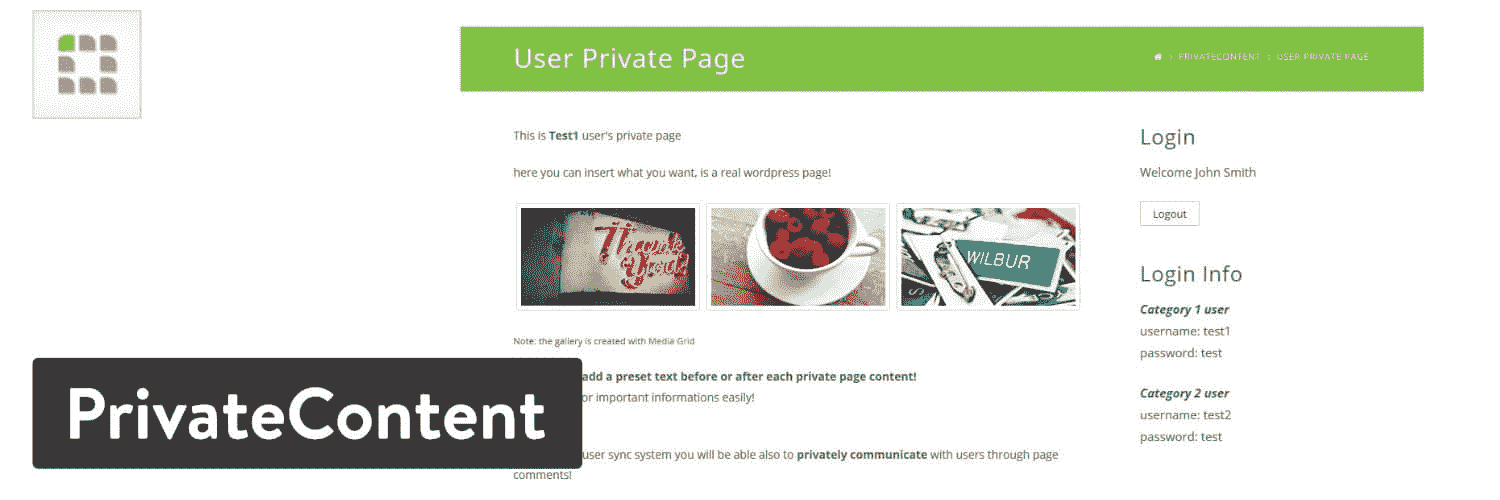 User Private Page
PRIVATECONTENT : USER PRIVATE PAGE
This is Test1 user's private page
here you can insert what you want, is a real wordpress page!
Thank
You
WILBUR
Note: the gallery is created with Media Grid
add a preset text before or after each private page content!
or important informations easily!
user sync system you will be able also to privately communicate with users through page
comments!
Login
Welcome John Smith
Logout
Login Info
Category 1 user
username: test1
password: test
Category 2 user
username: test2
password: test
PrivateContent